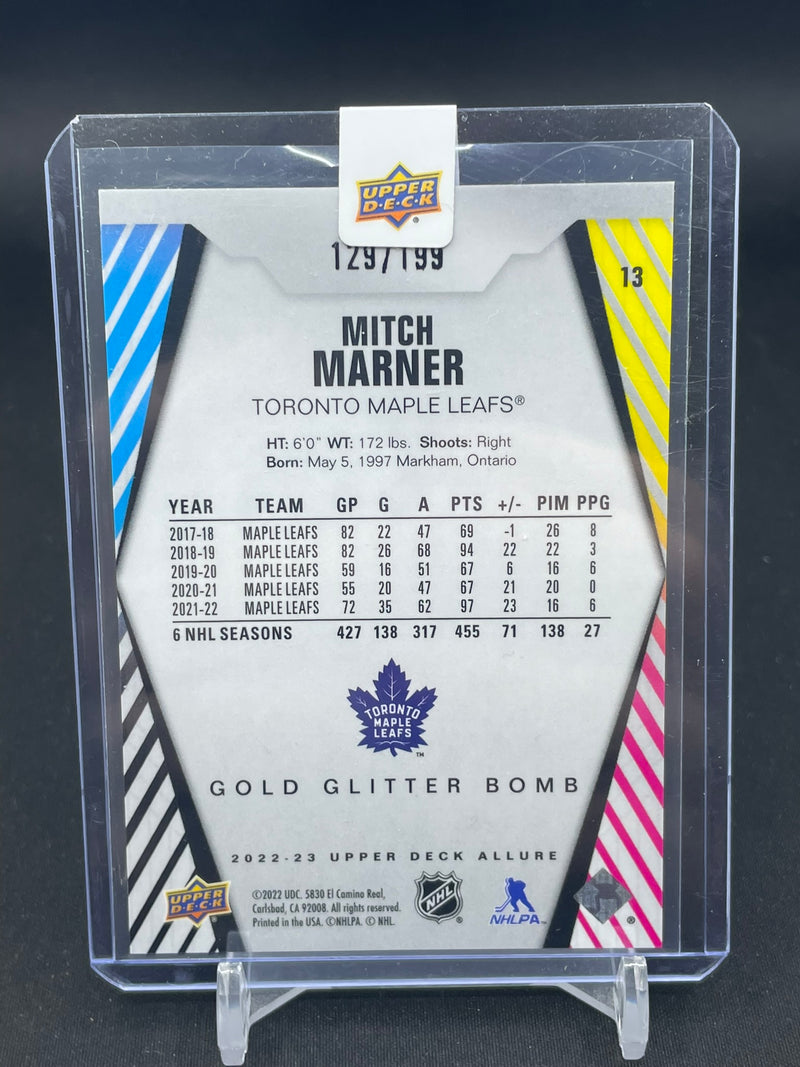 UPPER
D•E•C•K
®
129/199
13
MITCH
MARNER
TORONTO MAPLE LEAFS®
HT: 6'0" WT: 172 lbs. Shoots: Right
Born: May 5, 1997 Markham, Ontario
YEAR TEAM GP G A PTS +/- PIM PPG
2017-18 MAPLE LEAFS 82 22 47 69 -1 26 8
2018-19 MAPLE LEAFS 82 26 68 94 22 22 3
2019-20 MAPLE LEAFS 59 16 51 67 6 16 6
2020-21 MAPLE LEAFS 55 20 47 67 21 20 0
2021-22 MAPLE LEAFS 72 35 62 97 23 16 6
6 NHL SEASONS 427 138 317 455 71 138 27
TORONTO
MAPLE
LEAFS
™
GOLD GLITTER BOMB
2022-23 UPPER DECK ALLURE
UPPER
D•E•C•K
©2022 UDC. 5830 El Camino Real,
Carlsbad, CA 92008. All rights reserved.
Printed in the USA. ©NHLPA. © NHL.
NHL
®
NHLPA
®